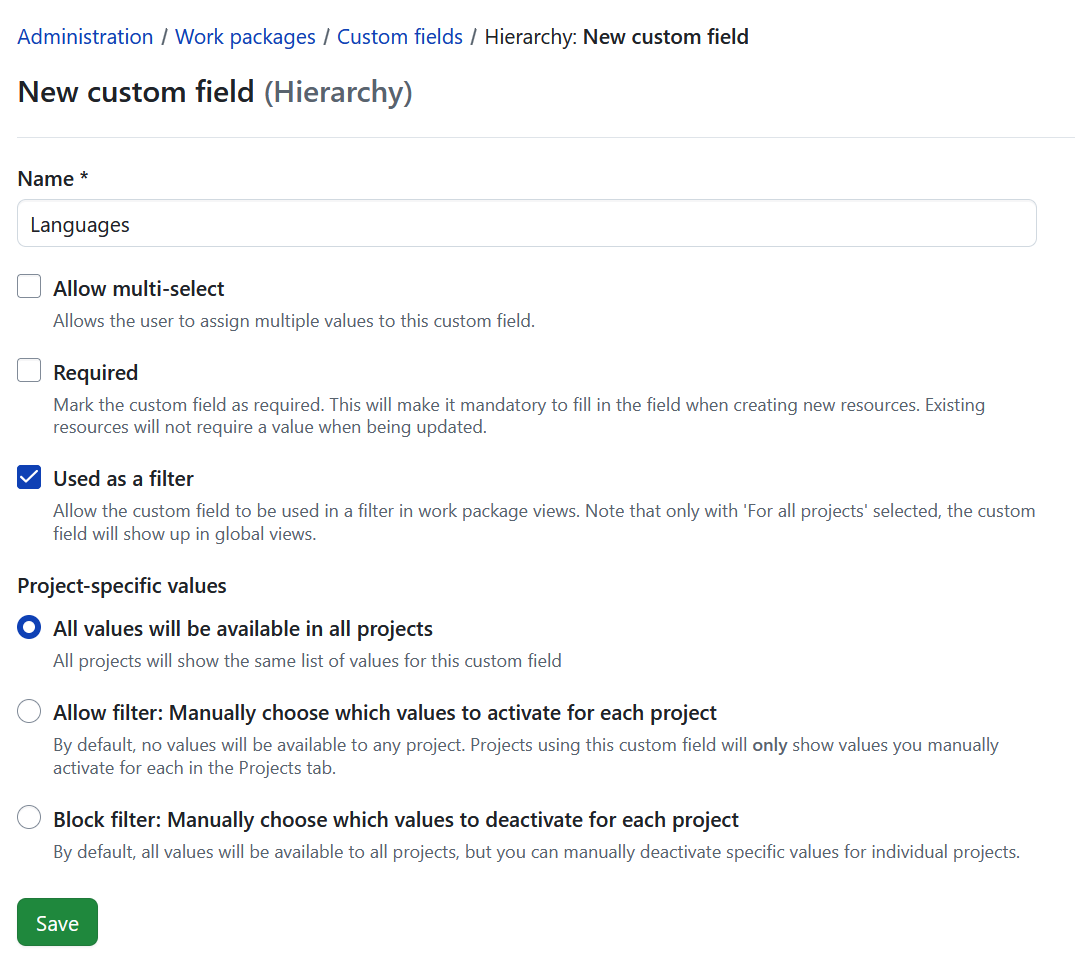 Administration / Work packages / Custom fields / Hierarchy: New custom field
New custom field (Hierarchy)
Name *
Languages
Allow multi-select
Allows the user to assign multiple values to this custom field.
Required
Mark the custom field as required. This will make it mandatory to fill in the field when creating new resources. Existing
resources will not require a value when being updated.
Used as a filter
Allow the custom field to be used in a filter in work package views. Note that only with 'For all projects' selected, the custom
field will show up in global views.
Project-specific values
All values will be available in all projects
All projects will show the same list of values for this custom field
Allow filter: Manually choose which values to activate for each project
By default, no values will be available to any project. Projects using this custom field will only show values you manually
activate for each in the Projects tab.
Block filter: Manually choose which values to deactivate for each project
By default, all values will be available to all projects, but you can manually deactivate specific values for individual projects.
Save